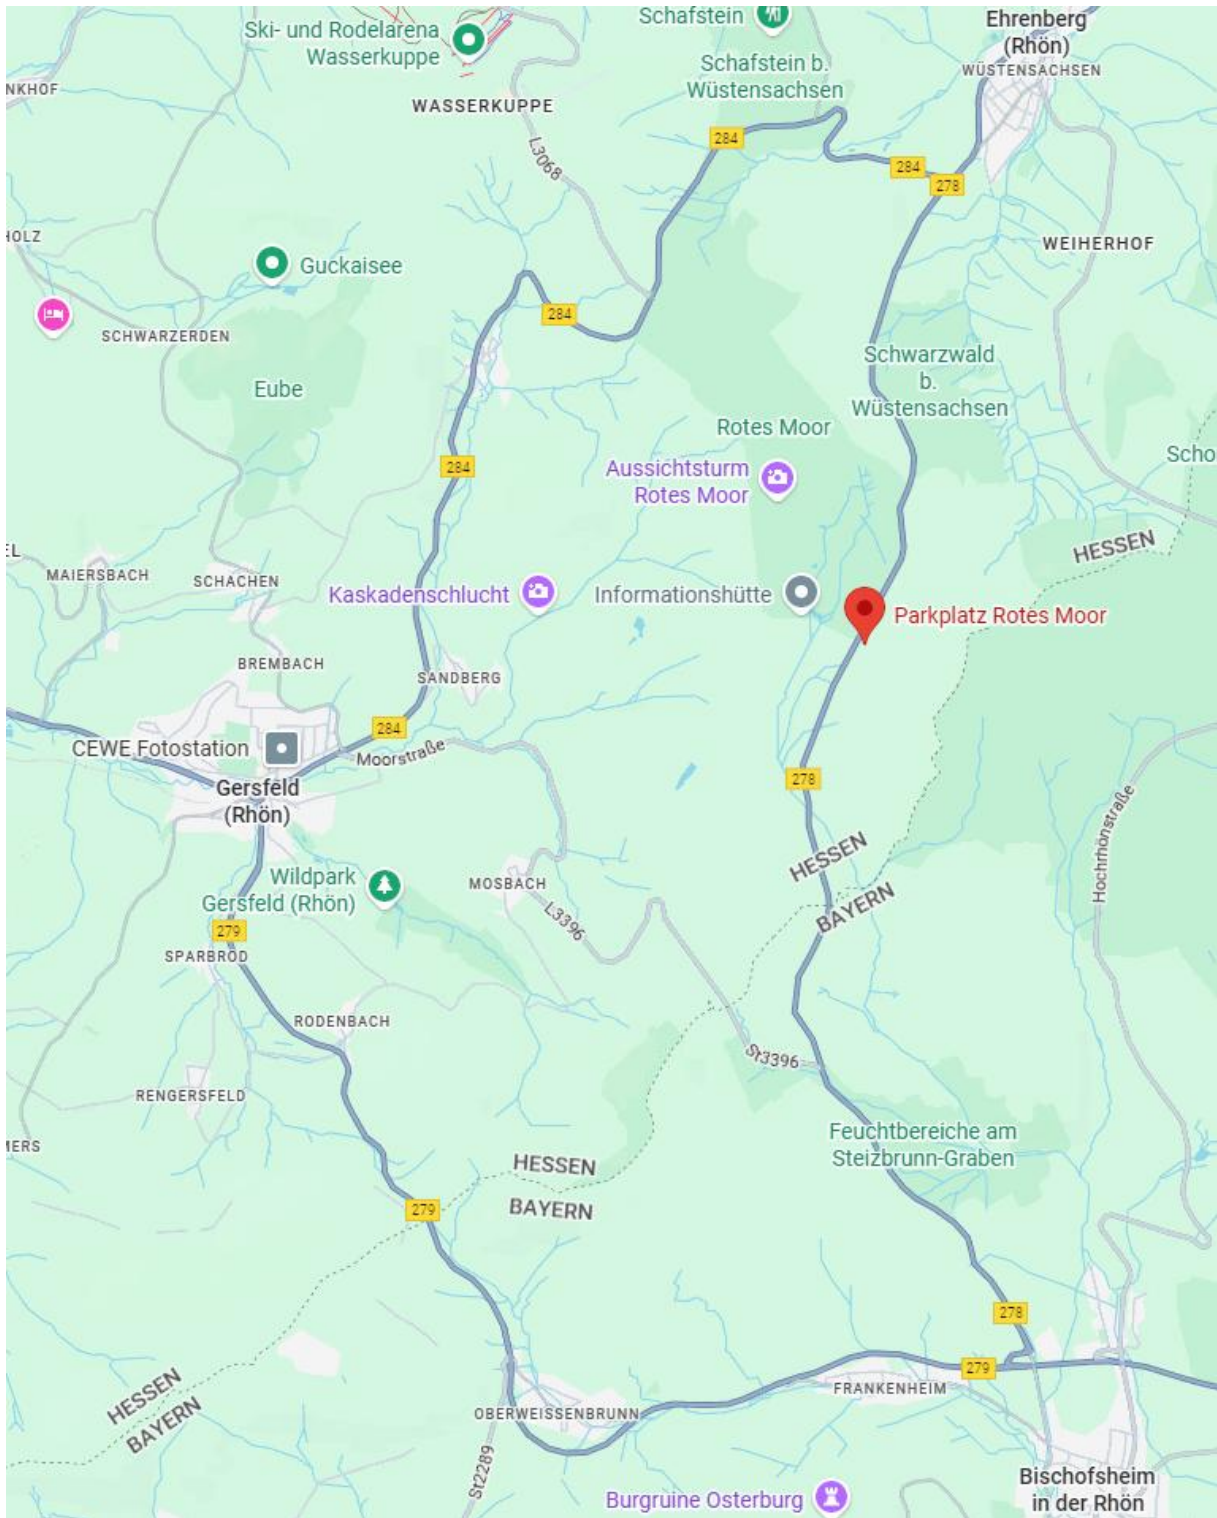 Schafstein
Ehrenberg
(Rhön)
Ski- und Rodelarena
Wasserkuppe
WÜSTENSACHSEN
Schafstein b.
Wüstensachsen
NKHOF
WASSERKUPPE
284
L3068
284
278
HOLZ
WEIHERHOF
Guckaisee
284
SCHWARZERDEN
Schwarzwald
b.
Wüstensachsen
Eube
Rotes Moor
284
Aussichtsturm
Rotes Moor
Scho
HESSEN
EL
MAIERSBACH
SCHACHEN
Kaskadenschlucht
Informationshütte
Parkplatz Rotes Moor
BREMBACH
SANDBERG
284
CEWE Fotostation
Moorstraße
Gersfeld
(Rhön)
278
Hochrhönstraße
HESSEN
BAYERN
Wildpark
Gersfeld (Rhön)
MOSBACH
L3396
279
SPARBROD
RODENBACH
St3396
RENGERSFELD
MERS
Feuchtbereiche am
Steizbrunn-Graben
HESSEN
BAYERN
279
278
HESSEN
BAYERN
279
FRANKENHEIM
OBERWEISSENBRUNN
St2289
Burgruine Osterburg
Bischofsheim
in der Rhön